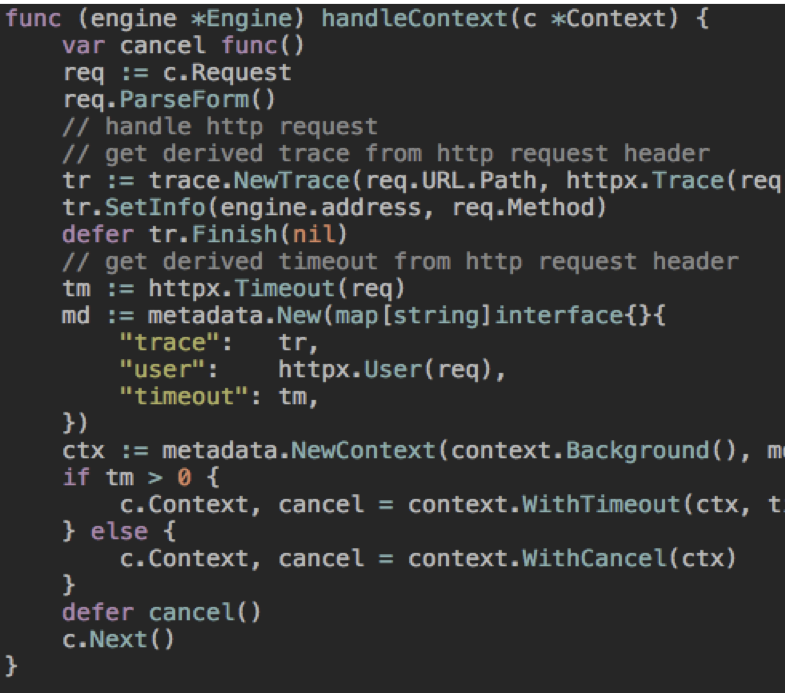 func (engine *Engine) handleContext(c *Context) {
    var cancel func()
    req := c.Request
    req.ParseForm()
    // handle http request
    // get derived trace from http request header
    tr := trace.NewTrace(req.URL.Path, httpx.Trace(req
    tr.SetInfo(engine.address, req.Method)
    defer tr.Finish(nil)
    // get derived timeout from http request header
    tm := httpx.Timeout(req)
    md := metadata.New(map[string]interface{}{
        "trace":   tr,
        "user":    httpx.User(req),
        "timeout": tm,
    })
    ctx := metadata.NewContext(context.Background(),
    if tm > 0 {
        c.Context, cancel = context.WithTimeout(ctx,
    } else {
        c.Context, cancel = context.WithCancel(ctx)
    }
    defer cancel()
    c.Next()
}